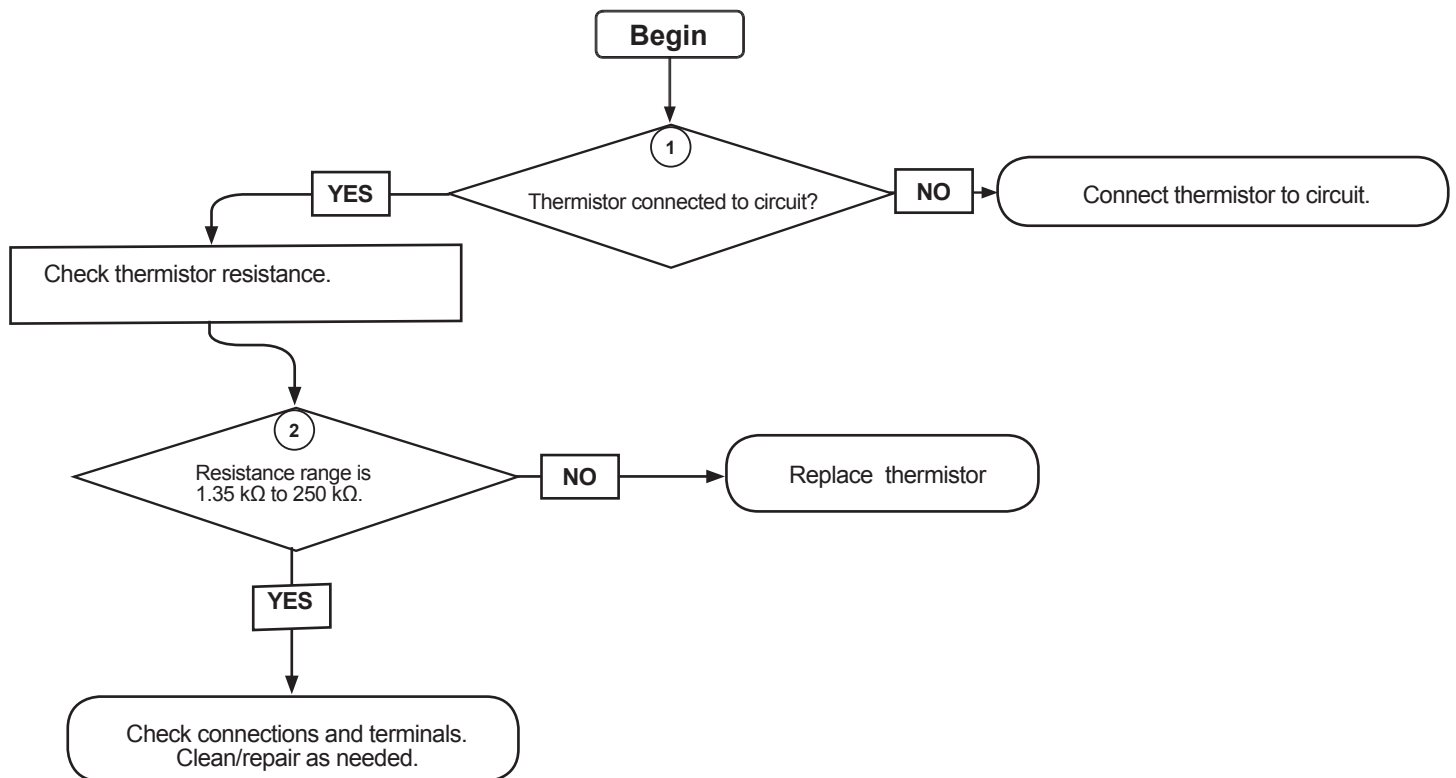 Begin
1
Thermistor connected to circuit?
YES
NO
Connect thermistor to circuit.
Check thermistor resistance.
2
Resistance range is
1.35 kΩ to 250 kΩ.
NO
Replace thermistor
YES
Check connections and terminals.
Clean/repair as needed.